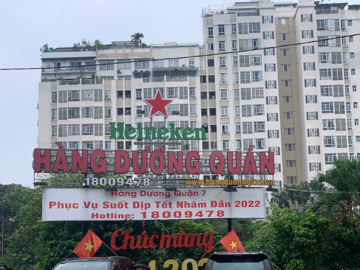 Heineken
HÀNG DƯƠNG QUÁN
18009478
Hàng Dương Quận 7
Phục Vụ Suốt Dịp Tết Nhâm Dần 2022
Hotline: 18009478
Chúc mừng